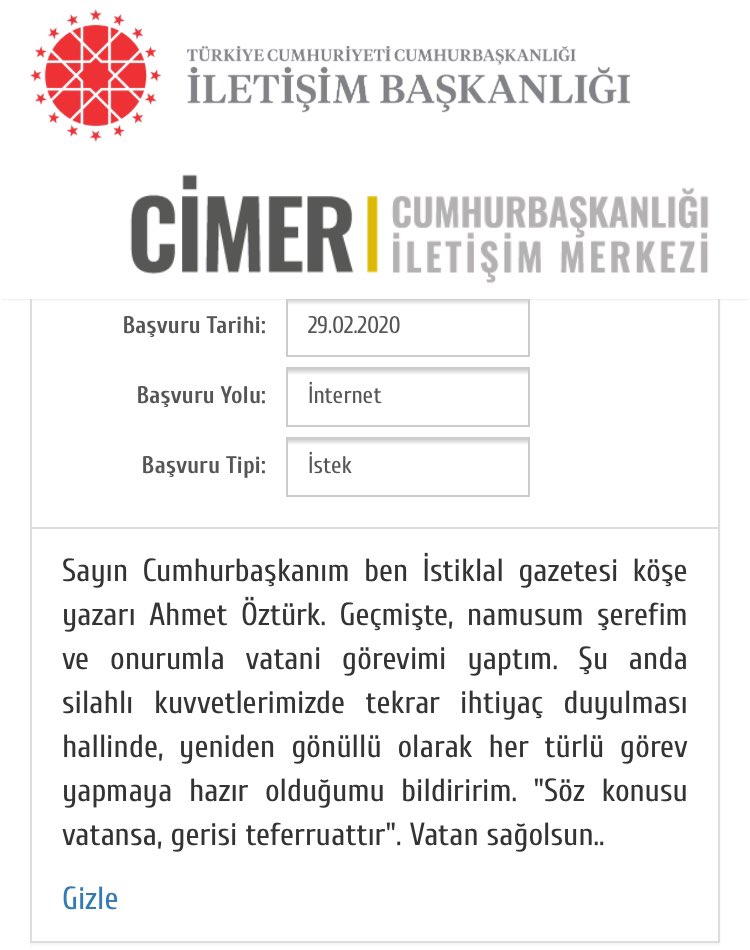 TÜRKİYE CUMHURİYETİ CUMHURBAŞKANLIĞI
İLETİŞİM BAŞKANLIĞI
CİMER
CUMHURBAŞKANLIĞI
İLETİŞİM MERKEZİ
Başvuru Tarihi: 29.02.2020
Başvuru Yolu: İnternet
Başvuru Tipi: İstek
Sayın Cumhurbaşkanım ben İstiklal gazetesi köşe
yazarı Ahmet Öztürk. Geçmişte, namusum şerefim
ve onurumla vatani görevimi yaptım. Şu anda
silahlı kuvvetlerimizde tekrar ihtiyaç duyulması
hallinde, yeniden gönüllü olarak her türlü görev
yapmaya hazır olduğumu bildiririm. "Söz konusu
vatansa, gerisi teferruattır". Vatan sağolsun..
Gizle